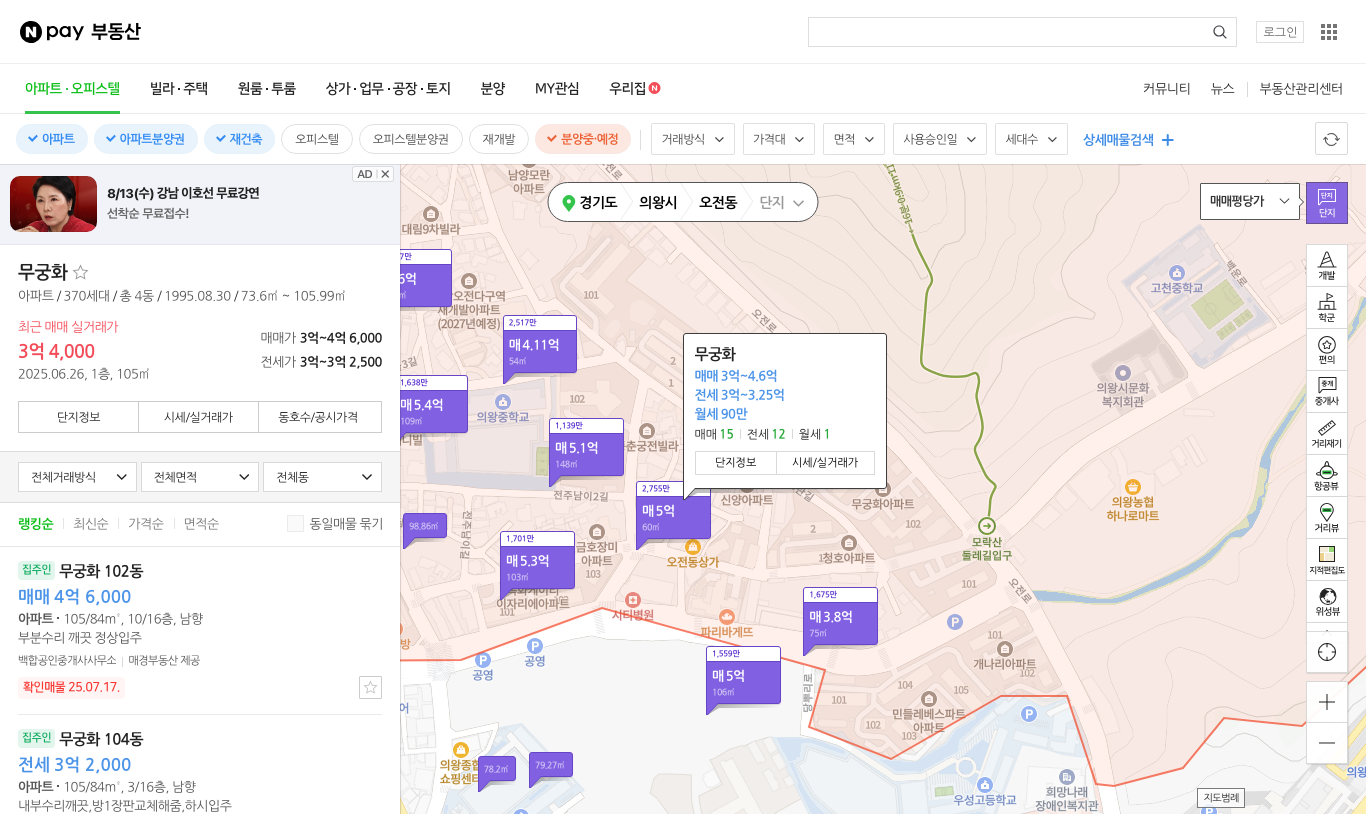 N pay 부동산
로그인
아파트·오피스텔
빌라·주택
원룸·투룸
상가·업무·공장·토지
분양
MY관심
우리집 N
커뮤니티
뉴스
부동산관리센터
아파트
아파트분양권
재건축
오피스텔
오피스텔분양권
재개발
분양중·예정
거래방식
가격대
면적
사용승인일
세대수
상세매물검색
8/13(수) 강남 이호선 무료강연
선착순 무료접수!
AD
무궁화
아파트 / 370세대 / 총 4동 / 1995.08.30 / 73.6㎡ ~ 105.99㎡
최근 매매 실거래가
3억 4,000
2025.06.26, 1층, 105㎡
매매가 3억~4억 6,000
전세가 3억~3억 2,500
단지정보
시세/실거래가
동호수/공시가격
전체거래방식
전체면적
전체동
랭킹순
최신순
가격순
면적순
동일매물 묶기
집주인 무궁화 102동
매매 4억 6,000
아파트 · 105/84㎡, 10/16층, 남향
부분수리 깨끗 정상입주
백합공인중개사사무소
매경부동산 제공
확인매물 25.07.17.
집주인 무궁화 104동
전세 3억 2,000
아파트 · 105/84㎡, 3/16층, 남향
내부수리깨끗,방1장판교체해줌,하시입주
경기도
의왕시
오전동
단지
매매평당가
단지
단지
개발
학군
편의
중개
중개사
거리재기
항공뷰
거리뷰
지적편집도
위성뷰
지도범례
남양모란
아파트
대림9차빌라
오전로
7만
6억
오전다구역
재개발아파트
(2027년예정)
101
2,517만
매4.11억
54㎡
오전로
1,638만
매5.4억
109㎡
의왕중학교
102
1,139만
매5.1억
148㎡
춘궁전빌라
2
1
전주남이2길
2,755만
매5억
60㎡
신양아파트
무궁화
매매 3억~4.6억
전세 3억~3.25억
월세 90만
매매 15
전세 12
월세 1
단지정보
시세/실거래가
무궁화아파트
102
101
고천중학교
백운로
의왕시문화
복지회관
의왕농협
하나로마트
98.86㎡
전주남이길
1,701만
매5.3억
103㎡
금호장미
아파트
103
이자리에아파트
오전동상가
2
1청호아파트
모락산
둘레길입구
101
오전로
시티병원
파리바게뜨
1,675만
매3.8억
75㎡
1,559만
매5억
106㎡
공영
공영
당뿌리로
101
개나리아파트
102
104
105
민들레베스파트
아파트
101
102
103
의왕종합
쇼핑센터
78.2㎡
79.27㎡
우성고등학교
희망나래
장애인복지관